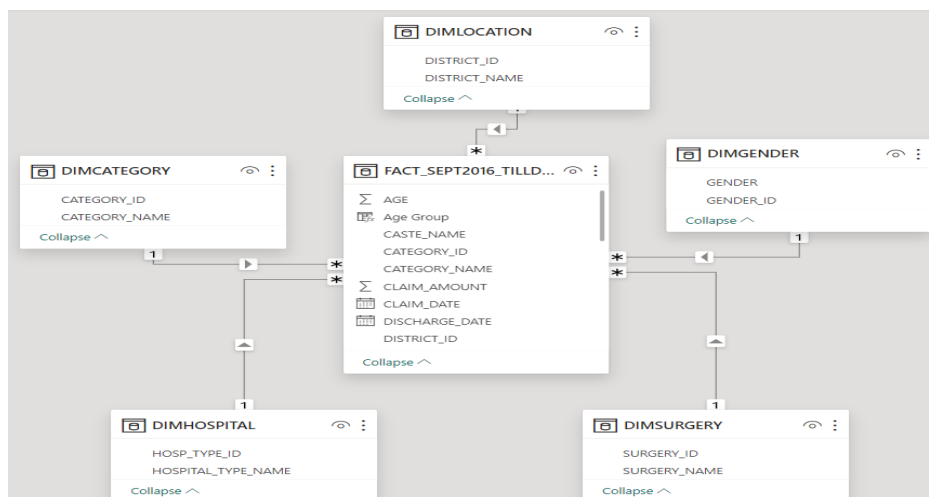 DIMLOCATION
DISTRICT_ID
DISTRICT_NAME
Collapse
*
DIMCATEGORY
CATEGORY_ID
CATEGORY_NAME
Collapse
1
*
*
FACT_SEPT2016_TILLD...
AGE
Age Group
CASTE_NAME
CATEGORY_ID
CATEGORY_NAME
CLAIM_AMOUNT
CLAIM_DATE
DISCHARGE_DATE
DISTRICT_ID
Collapse
DIMGENDER
GENDER
GENDER_ID
Collapse
1
*
*
1
DIMHOSPITAL
HOSP_TYPE_ID
HOSPITAL_TYPE_NAME
Collapse
1
DIMSURGERY
SURGERY_ID
SURGERY_NAME
Collapse